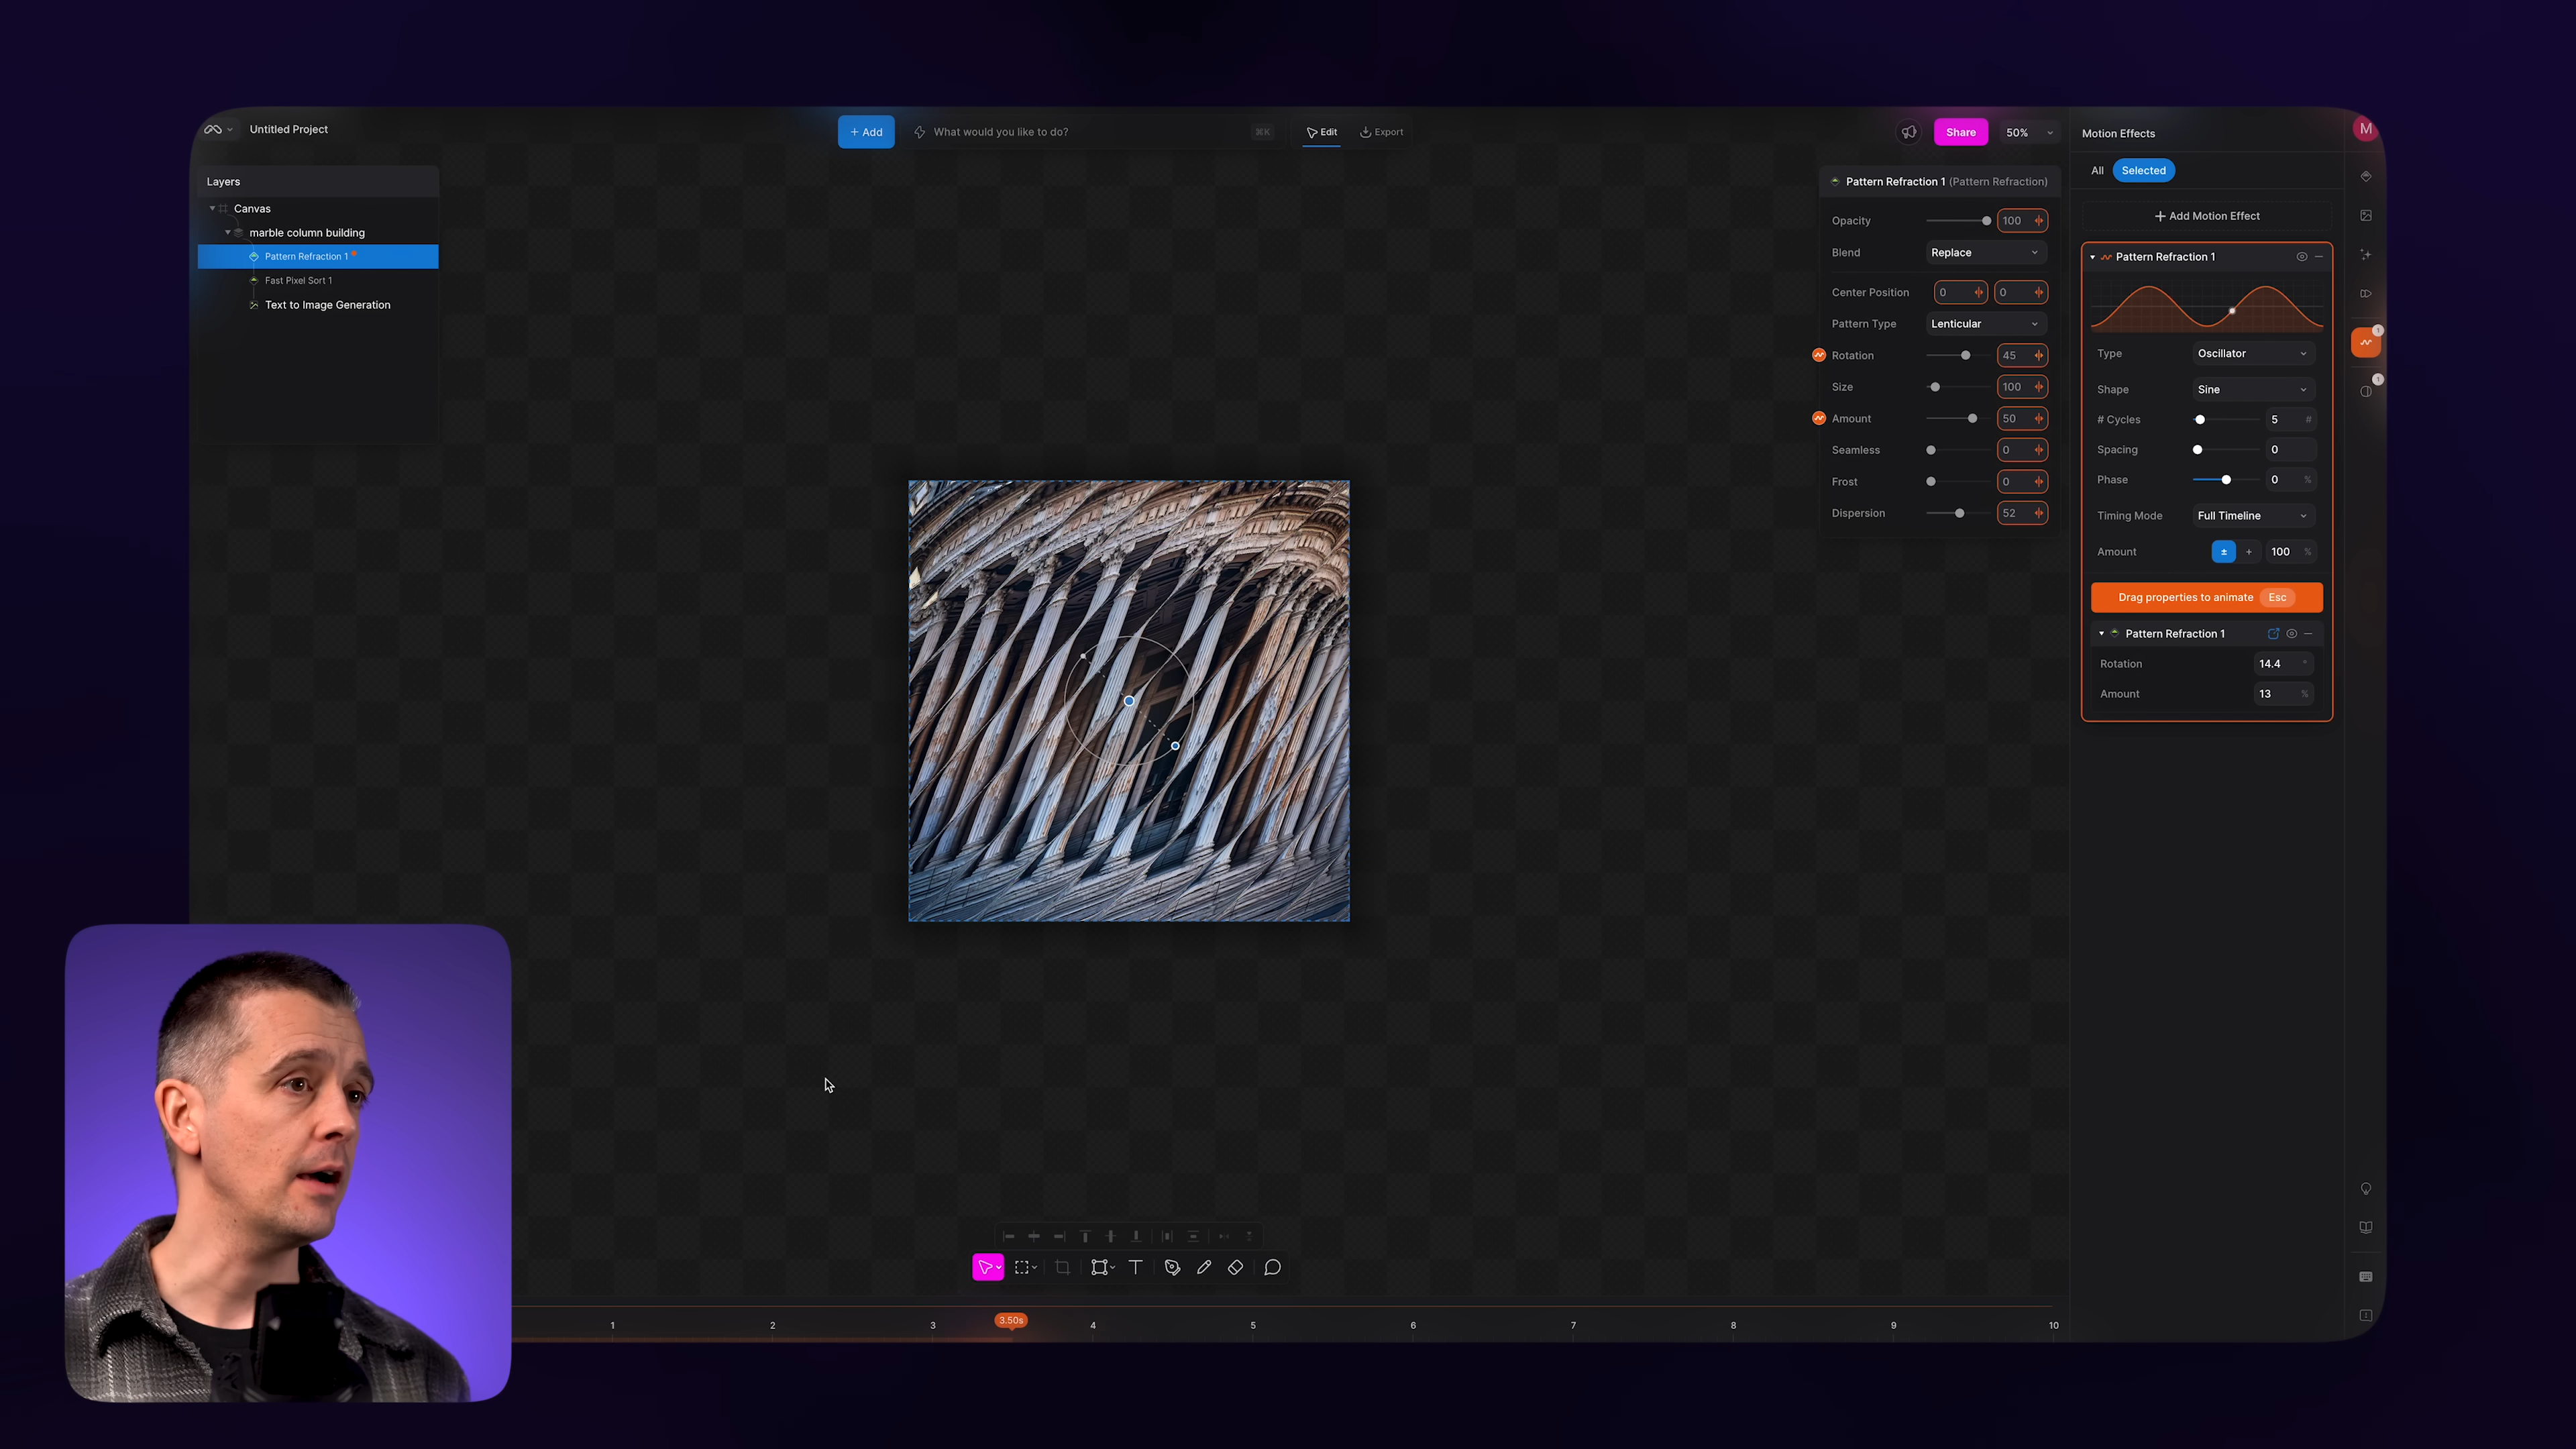 Untitled Project
+ Add
What would you like to do?
⌘K
Edit
Export
Share
50%
Motion Effects
M
Layers
Canvas
marble column building
Pattern Refraction 1
Fast Pixel Sort 1
Text to Image Generation
Pattern Refraction 1 (Pattern Refraction)
Opacity 100
Blend Replace
Center Position 0 0
Pattern Type Lenticular
Rotation 45
Size 100
Amount 50
Seamless 0
Frost 0
Dispersion 52
All Selected
+ Add Motion Effect
Pattern Refraction 1
Type Oscillator
Shape Sine
# Cycles 5 #
Spacing 0
Phase 0 %
Timing Mode Full Timeline
Amount ± + 100 %
Drag properties to animate Esc
Pattern Refraction 1
Rotation 14.4 °
Amount 13 %
1
1
1 2 3 3.50s 4 5 6 7 8 9 10